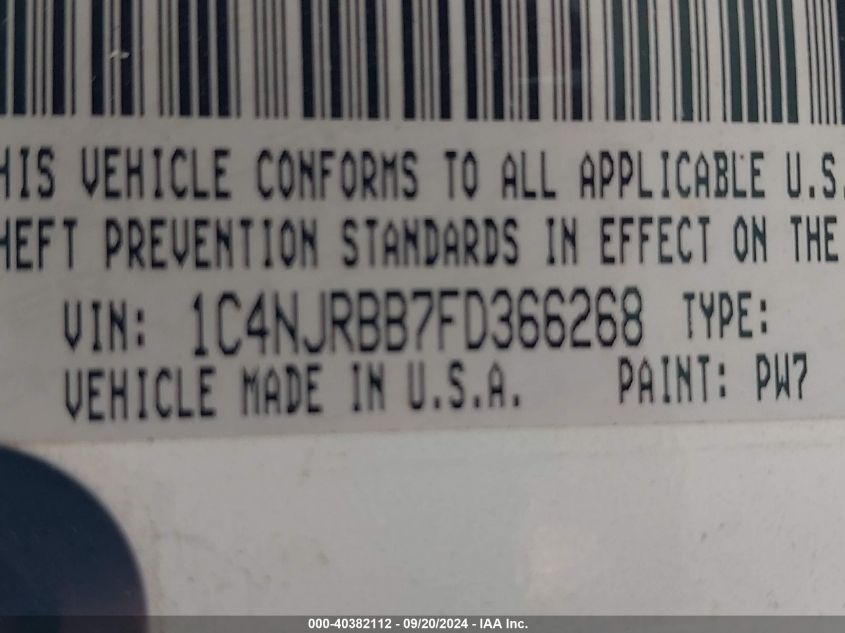 HIS VEHICLE CONFORMS TO ALL APPLICABLE U.S.
HEFT PREVENTION STANDARDS IN EFFECT ON THE
VIN: 1C4NJRBB7FD366268 TYPE:
VEHICLE MADE IN U.S.A. PAINT: PW7
000-40382112 - 09/20/2024 - IAA Inc.